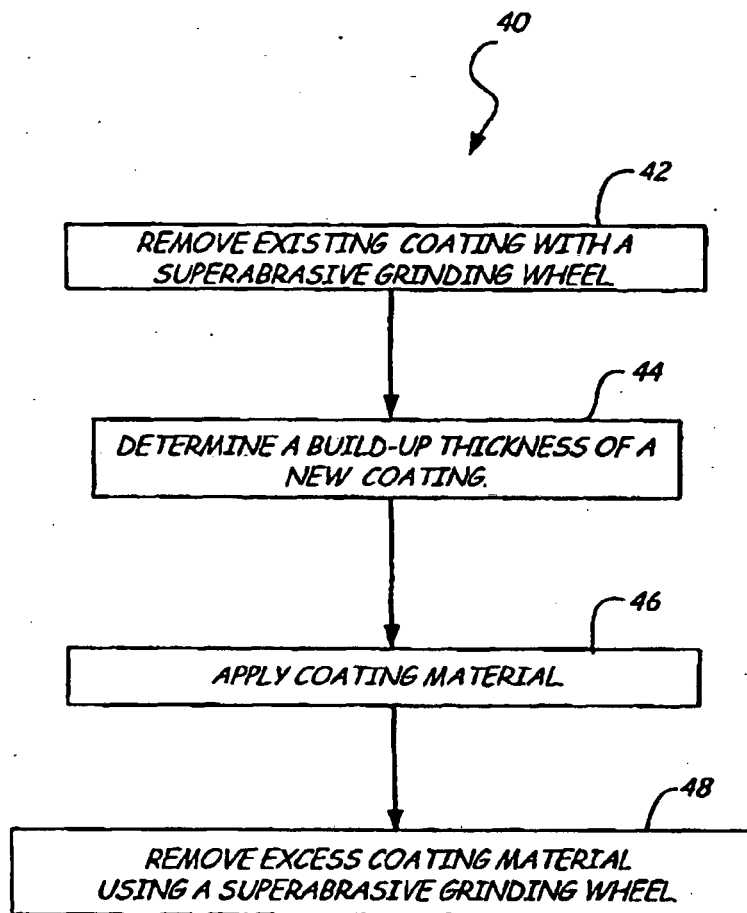 40
42
REMOVE EXISTING COATING WITH A
SUPERABRASIVE GRINDING WHEEL
44
DETERMINE A BUILD-UP THICKNESS OF A
NEW COATING.
46
APPLY COATING MATERIAL
48
REMOVE EXCESS COATING MATERIAL
USING A SUPERABRASIVE GRINDING WHEEL